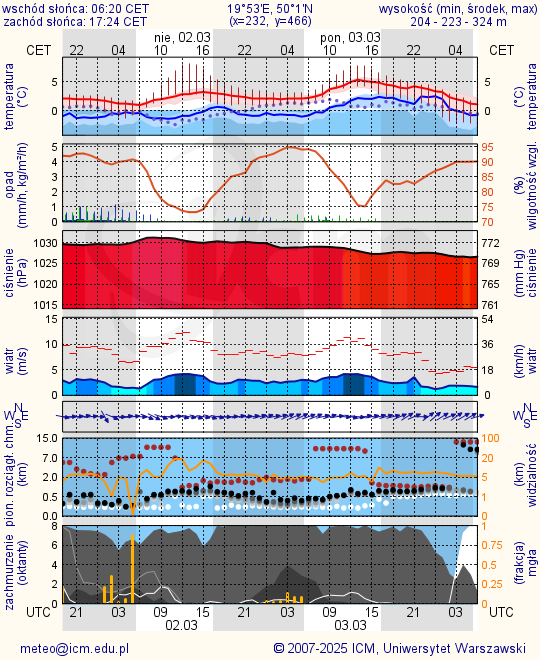 wschód słońca: 06:20 CET 19°53'E, 50°1'N wysokość (min, środek, max)
zachód słońca: 17:24 CET (x=232, y=466) 204 - 223 - 324 m
nie, 02.03 pon, 03.03
CET 22 04 10 16 22 04 10 16 22 04 CET
temperatura (°C) 5 0 5 0 (°C) temperatura
opad (mm/h, kg/m²/h) 5 4 3 2 1 0 95 90 85 80 75 70 (%) wilgotność wzgl.
ciśnienie (hPa) 1030 1025 1020 1015 772 769 765 761 (mm Hg) ciśnienie
wiatr (m/s) 15 10 5 0 54 36 18 0 (km/h) wiatr
N W E S N W E S
pion. rozciągł. chm. (km) 15.0 7.0 2.0 0.5 0.0 100 20 5 1 0 (km) widzialność
zachmurzenie (oktanty) 8 6 4 2 0 1 0.75 0.5 0.25 0 (frakcja) mgła
UTC 21 03 09 15 21 03 09 15 21 03 UTC
02.03 03.03
meteo@icm.edu.pl © 2007-2025 ICM, Uniwersytet Warszawski